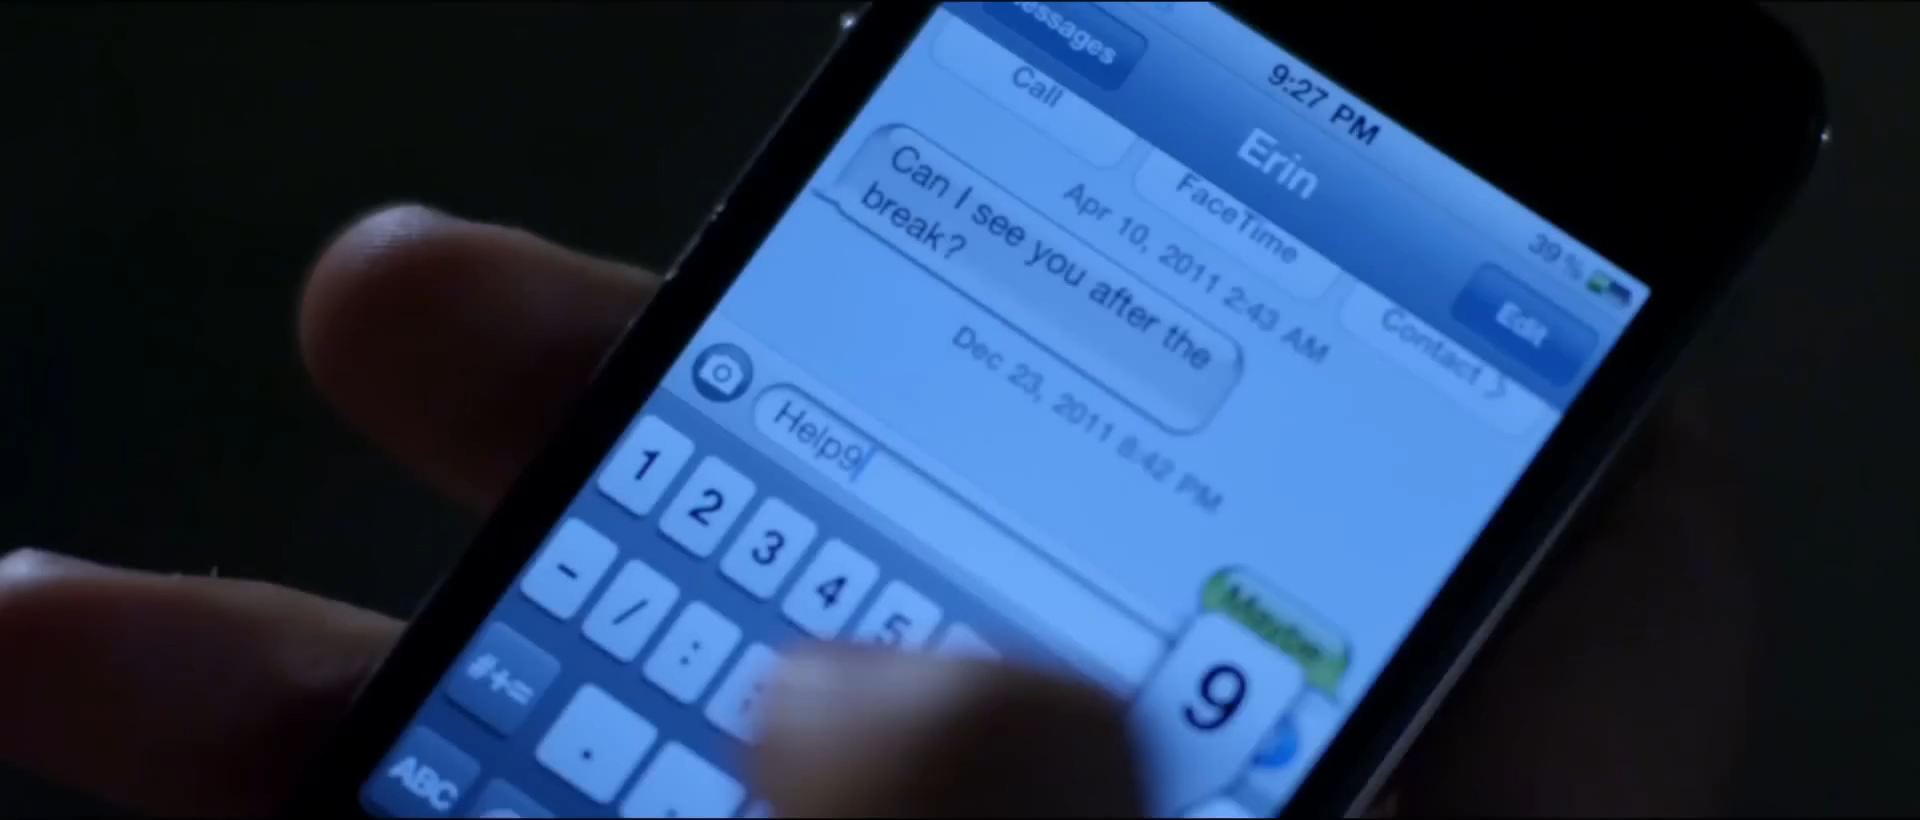 9:27 PM
39%
Messages
Erin
Edit
Call
FaceTime
Contact >
Apr 10, 2011 2:43 AM
Can I see you after the
break?
Dec 23, 2011 8:42 PM
Maybe
Help9
1 2 3 4 5
- / : ;
9
#+=
. ,
ABC